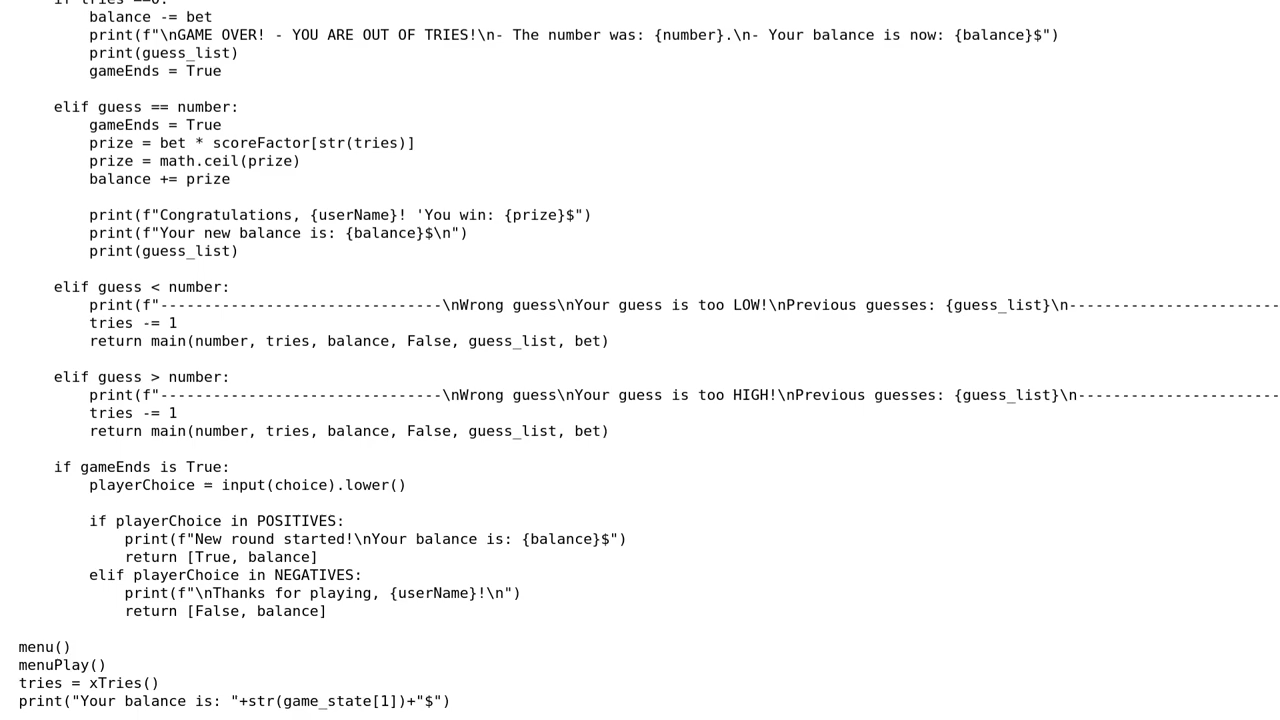 if tries ==0:
balance -= bet
print(f"\nGAME OVER! - YOU ARE OUT OF TRIES!\n- The number was: {number}.\n- Your balance is now: {balance}$")
print(guess_list)
gameEnds = True
elif guess == number:
gameEnds = True
prize = bet * scoreFactor[str(tries)]
prize = math.ceil(prize)
balance += prize
print(f"Congratulations, {userName}! 'You win: {prize}$")
print(f"Your new balance is: {balance}$\n")
print(guess_list)
elif guess < number:
print(f"--------------------------------\nWrong guess\nYour guess is too LOW!\nPrevious guesses: {guess_list}\n------------------------
tries -= 1
return main(number, tries, balance, False, guess_list, bet)
elif guess > number:
print(f"--------------------------------\nWrong guess\nYour guess is too HIGH!\nPrevious guesses: {guess_list}\n-----------------------
tries -= 1
return main(number, tries, balance, False, guess_list, bet)
if gameEnds is True:
playerChoice = input(choice).lower()
if playerChoice in POSITIVES:
print(f"New round started!\nYour balance is: {balance}$")
return [True, balance]
elif playerChoice in NEGATIVES:
print(f"\nThanks for playing, {userName}!\n")
return [False, balance]
menu()
menuPlay()
tries = xTries()
print("Your balance is: "+str(game_state[1])+"$")